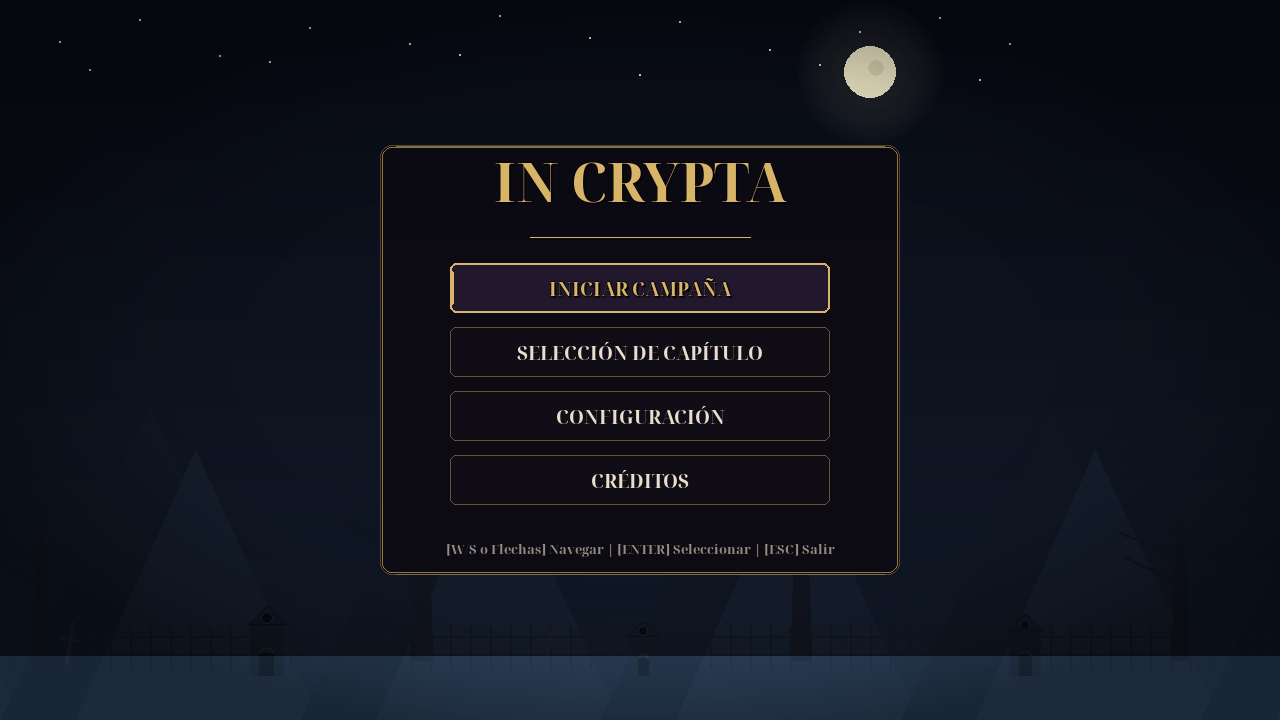 IN CRYPTA
INICIAR CAMPAÑA
SELECCIÓN DE CAPÍTULO
CONFIGURACIÓN
CRÉDITOS
[W S o Flechas] Navegar | [ENTER] Seleccionar | [ESC] Salir